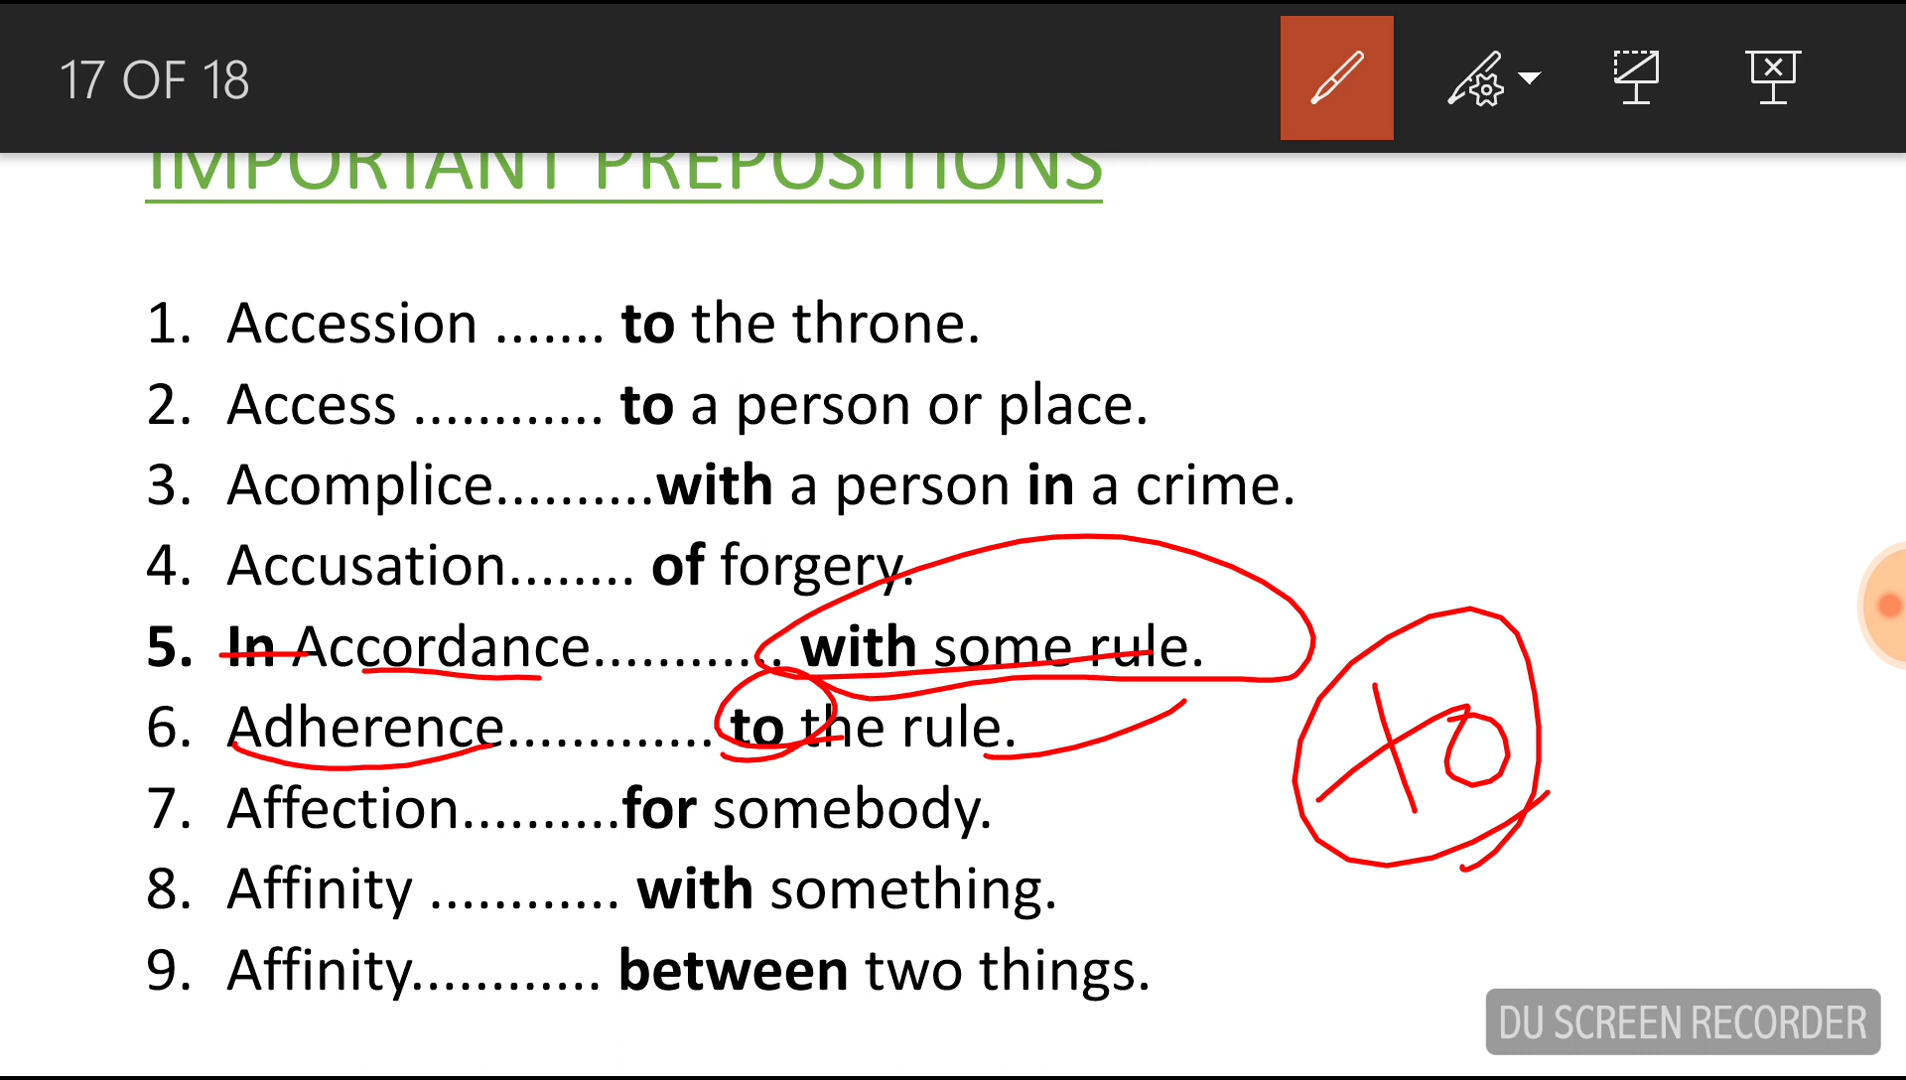 17 OF 18
IMPORTANT PREPOSITIONS
1. Accession ....... to the throne.
2. Access ............ to a person or place.
3. Acomplice..........with a person in a crime.
4. Accusation........ of forgery.
5. In Accordance............ with some rule.
6. Adherence............. to the rule.
to
7. Affection..........for somebody.
8. Affinity ............ with something.
9. Affinity............ between two things.
DU SCREEN RECORDER